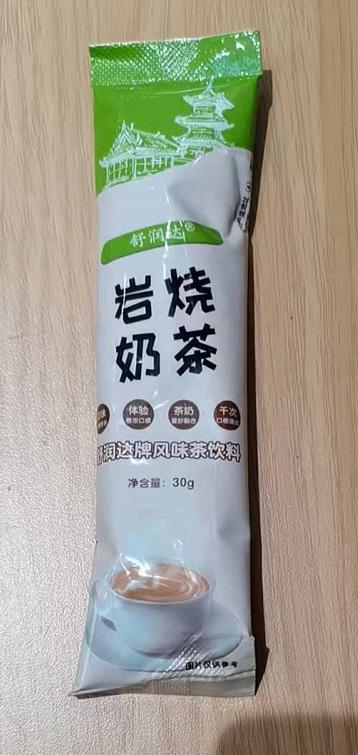 舒润达®
岩烧
奶茶
体验 茶奶 千次
净含量：30g
舒润达牌风味茶饮料
图片仅供参考